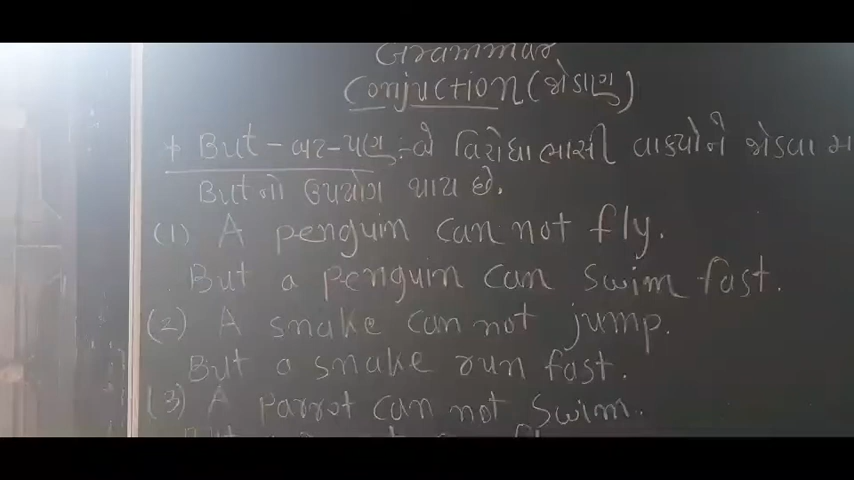 Grammar
Conjuction (જોડાણ)
+ But - બટ - પણ :- બે વિરોધાભાસી વાક્યોને જોડવા મ
Butનો ઉપયોગ થાય છે.
(1) A penguin can not fly.
But a penguin can swim fast.
(2) A snake can not jump.
But a snake run fast.
(3) A parrot can not swim.